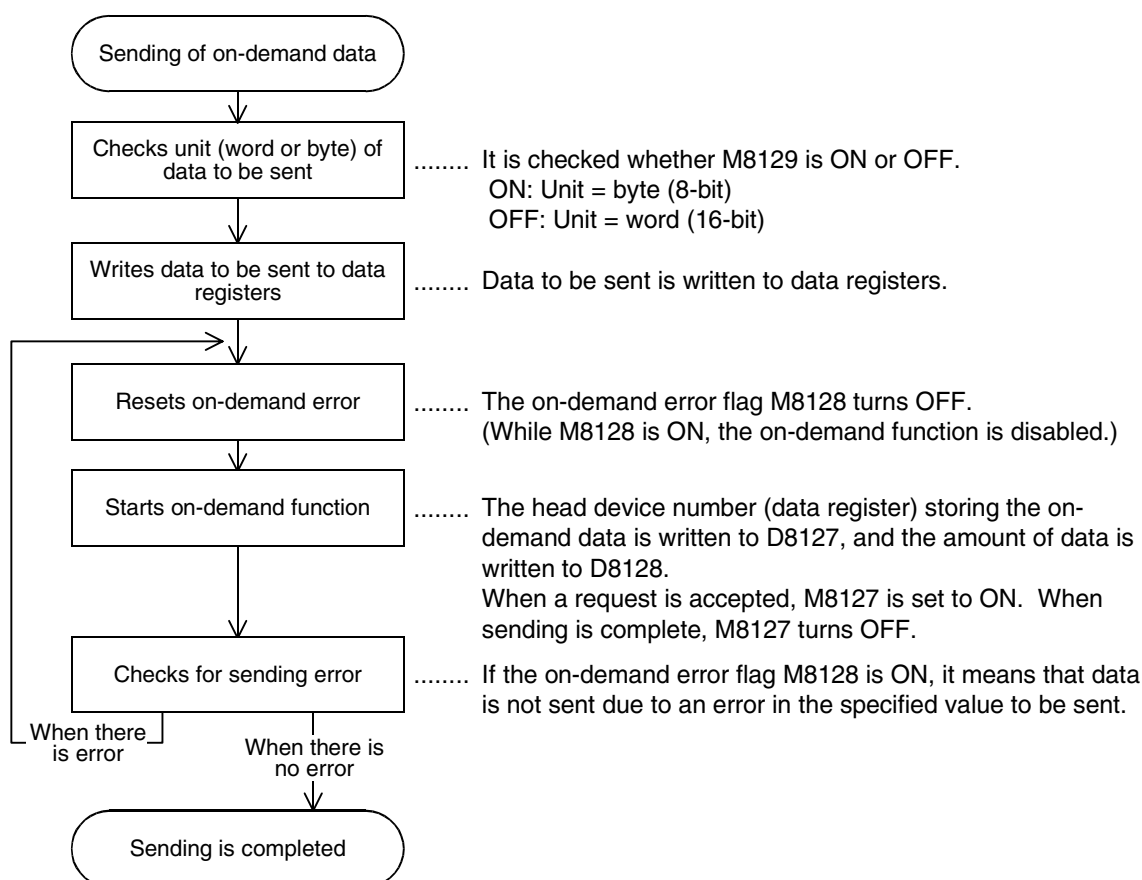 Sending of on-demand data
Checks unit (word or byte) of
data to be sent
........ It is checked whether M8129 is ON or OFF.
ON: Unit = byte (8-bit)
OFF: Unit = word (16-bit)
Writes data to be sent to data
registers
........ Data to be sent is written to data registers.
Resets on-demand error
........ The on-demand error flag M8128 turns OFF.
(While M8128 is ON, the on-demand function is disabled.)
Starts on-demand function
........ The head device number (data register) storing the on-
demand data is written to D8127, and the amount of data is
written to D8128.
When a request is accepted, M8127 is set to ON. When
sending is complete, M8127 turns OFF.
Checks for sending error
........ If the on-demand error flag M8128 is ON, it means that data
is not sent due to an error in the specified value to be sent.
When there
is error
When there is
no error
Sending is completed